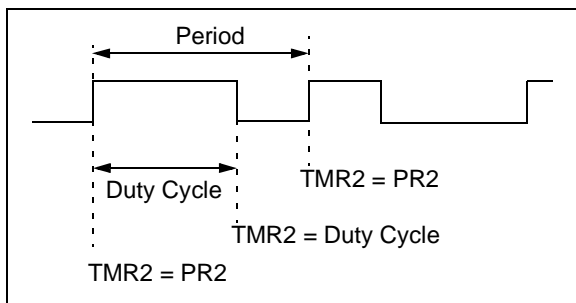 Period
Duty Cycle
TMR2 = PR2
TMR2 = Duty Cycle
TMR2 = PR2